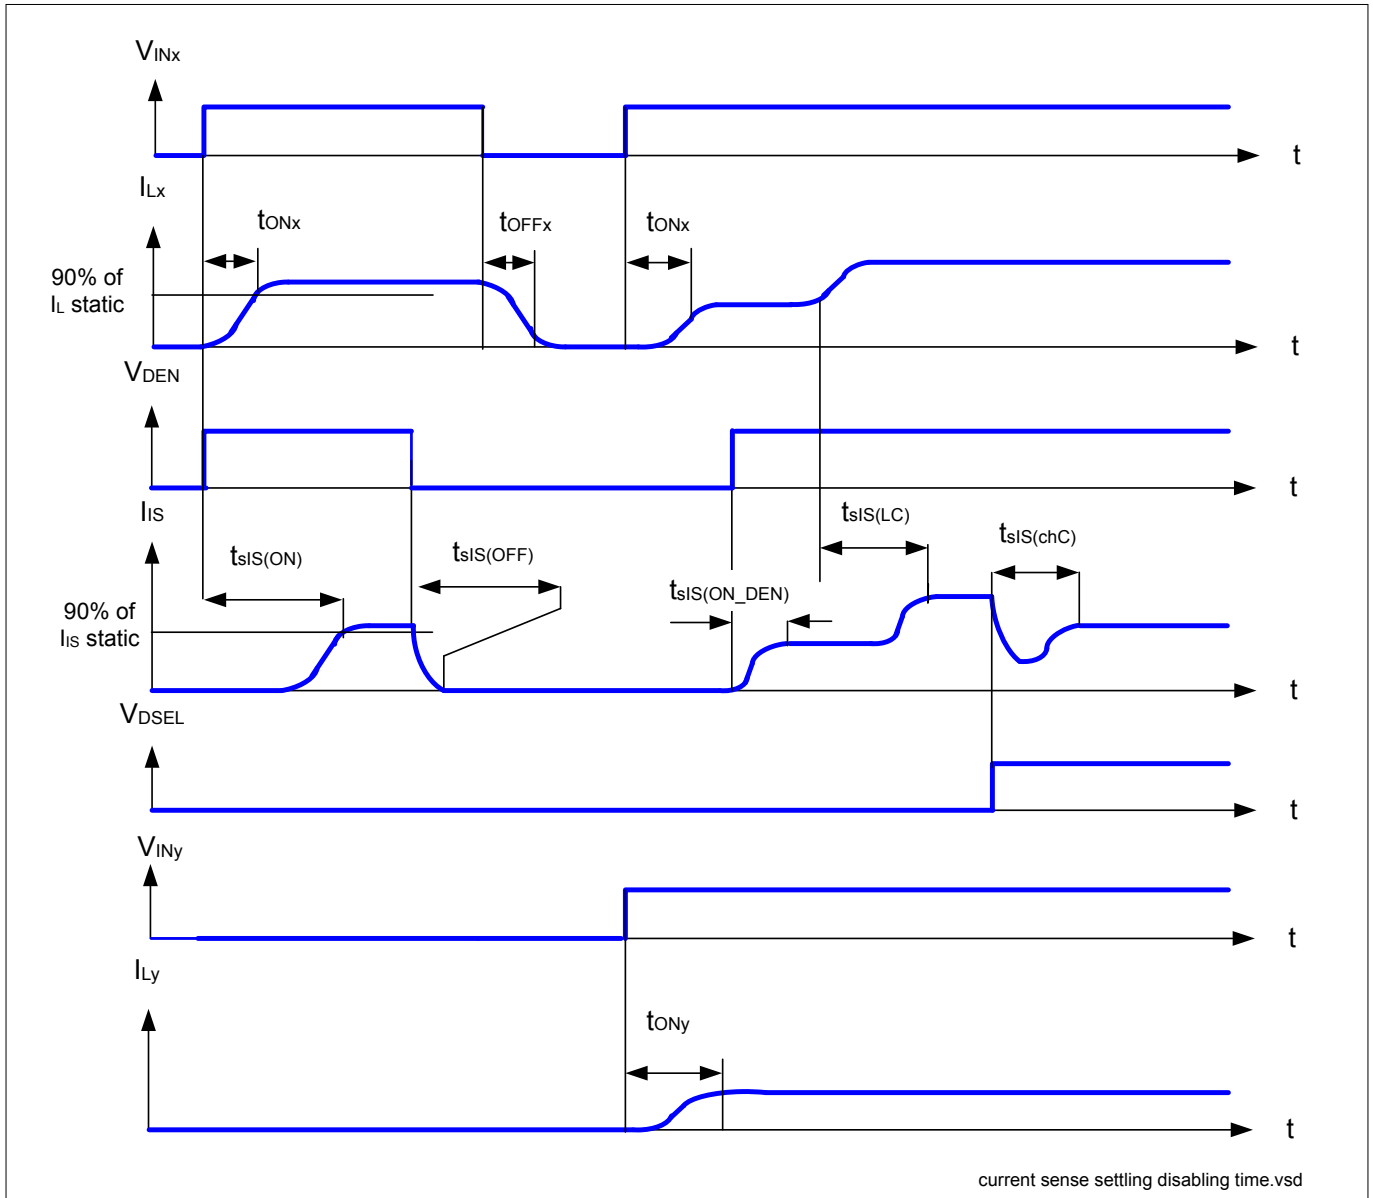 VINx
t
ILx
tONx
tOFFx
tONx
90% of
IL static
t
VDEN
t
IIS
tsIS(ON)
tsIS(OFF)
tsIS(LC)
tsIS(chC)
tsIS(ON_DEN)
90% of
IIS static
t
VDSEL
t
VINy
t
ILy
tONy
t
current sense settling disabling time.vsd